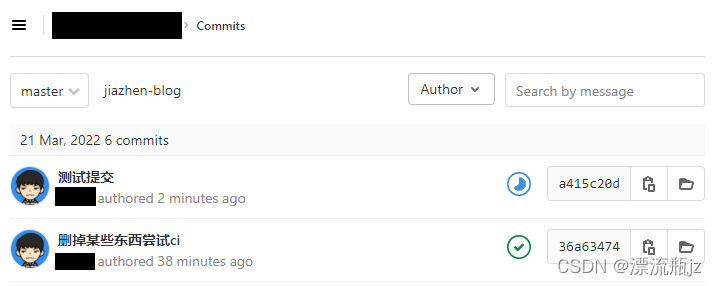 Commits
master
jiazhen-blog
Author
Search by message
21 Mar, 2022 6 commits
测试提交
authored 2 minutes ago
a415c20d
删掉某些东西尝试ci
authored 38 minutes ago
36a63474
CSDN @漂流瓶jz